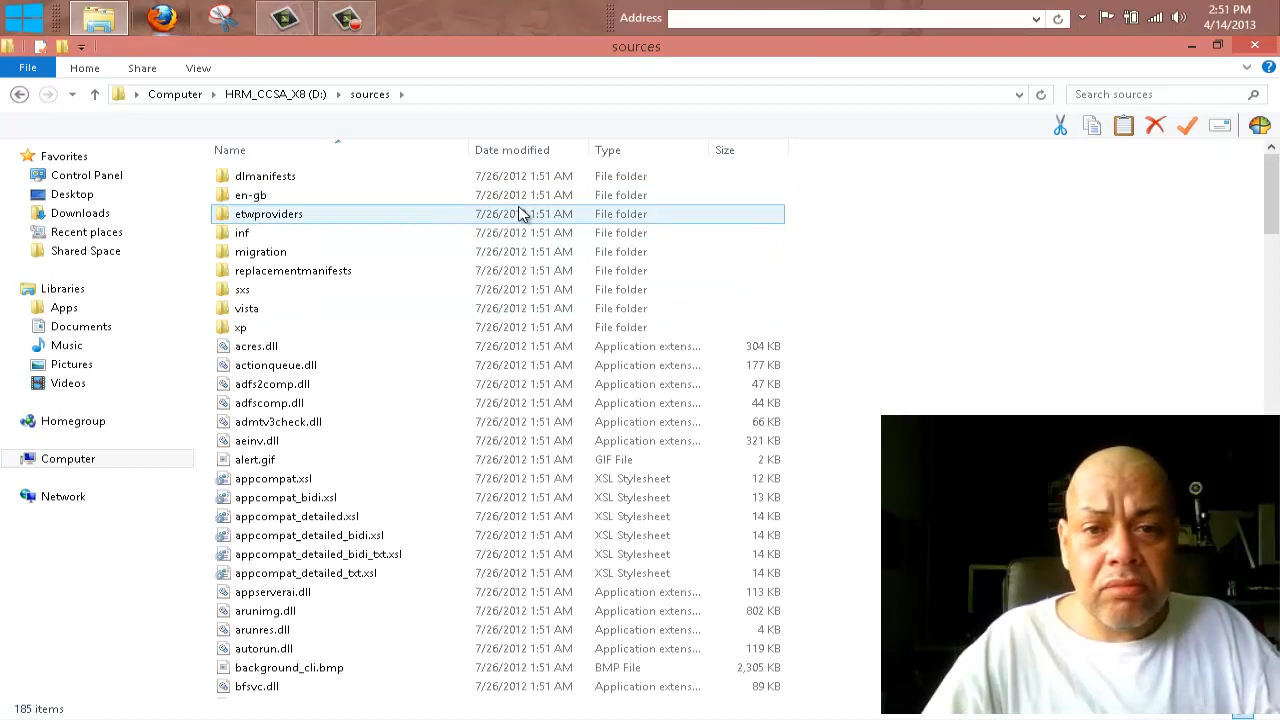 Address
2:51 PM
4/14/2013
sources
File Home Share View
Computer HRM_CCSA_X8 (D:) sources
Search sources
Name Date modified Type Size
Favorites
Control Panel
Desktop
Downloads
Recent places
Shared Space
Libraries
Apps
Documents
Music
Pictures
Videos
Homegroup
Computer
Network
dlmanifests 7/26/2012 1:51 AM File folder
en-gb 7/26/2012 1:51 AM File folder
etwproviders 7/26/2012 1:51 AM File folder
inf 7/26/2012 1:51 AM File folder
migration 7/26/2012 1:51 AM File folder
replacementmanifests 7/26/2012 1:51 AM File folder
sxs 7/26/2012 1:51 AM File folder
vista 7/26/2012 1:51 AM File folder
xp 7/26/2012 1:51 AM File folder
acres.dll 7/26/2012 1:51 AM Application extens... 304 KB
actionqueue.dll 7/26/2012 1:51 AM Application extens... 177 KB
adfs2comp.dll 7/26/2012 1:51 AM Application extens... 47 KB
adfscomp.dll 7/26/2012 1:51 AM Application extens... 44 KB
admtv3check.dll 7/26/2012 1:51 AM Application extens... 66 KB
aeinv.dll 7/26/2012 1:51 AM Application extens... 321 KB
alert.gif 7/26/2012 1:51 AM GIF File 2 KB
appcompat.xsl 7/26/2012 1:51 AM XSL Stylesheet 12 KB
appcompat_bidi.xsl 7/26/2012 1:51 AM XSL Stylesheet 13 KB
appcompat_detailed.xsl 7/26/2012 1:51 AM XSL Stylesheet 14 KB
appcompat_detailed_bidi.xsl 7/26/2012 1:51 AM XSL Stylesheet 14 KB
appcompat_detailed_bidi_txt.xsl 7/26/2012 1:51 AM XSL Stylesheet 14 KB
appcompat_detailed_txt.xsl 7/26/2012 1:51 AM XSL Stylesheet 14 KB
appserverai.dll 7/26/2012 1:51 AM Application extens... 113 KB
arunimg.dll 7/26/2012 1:51 AM Application extens... 802 KB
arunres.dll 7/26/2012 1:51 AM Application extens... 4 KB
autorun.dll 7/26/2012 1:51 AM Application extens... 119 KB
background_cli.bmp 7/26/2012 1:51 AM BMP File 2,305 KB
bfsvc.dll 7/26/2012 1:51 AM Application extens... 89 KB
185 items